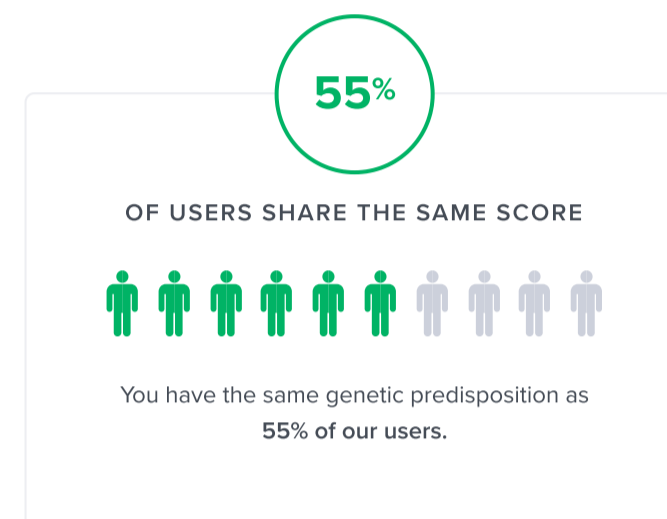 55%
OF USERS SHARE THE SAME SCORE
You have the same genetic predisposition as
55% of our users.